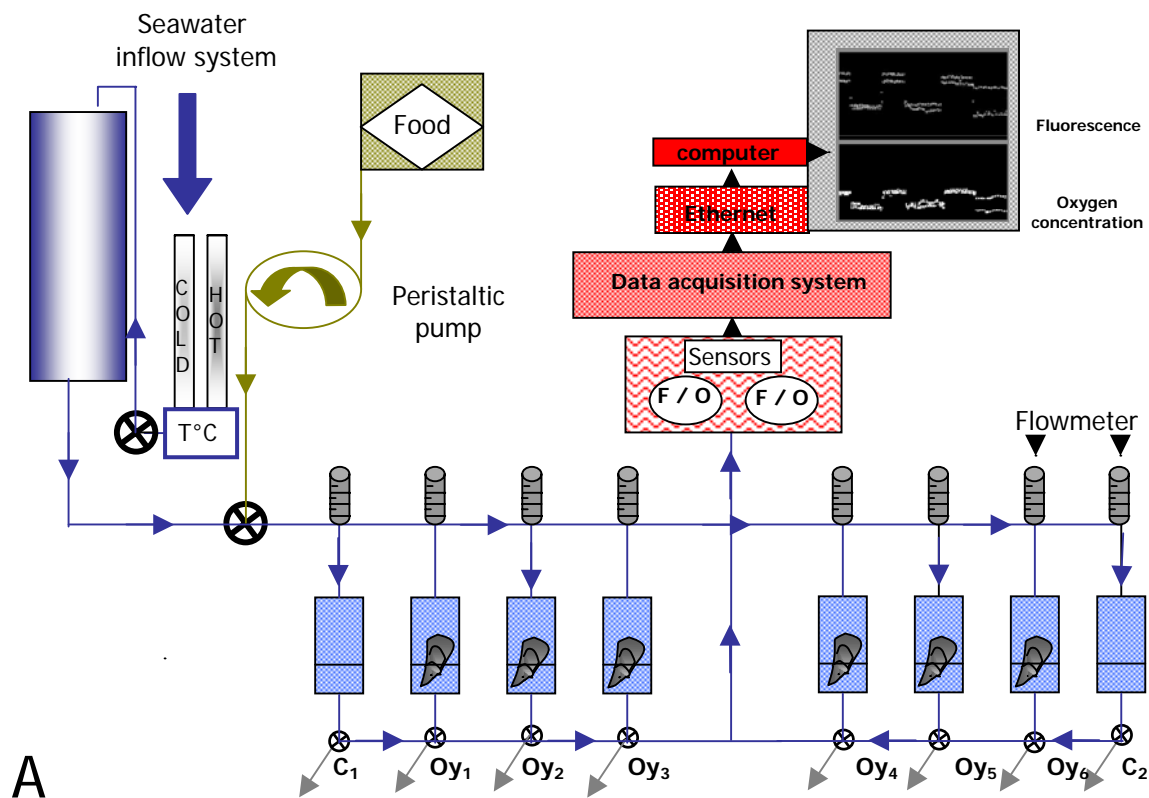 Seawater
inflow system
Food
Fluorescence
computer
Oxygen
concentration
Ethernet
Data acquisition system
COLD
HOT
Peristaltic
pump
Sensors
F / O
F / O
T°C
Flowmeter
C₁
Oy₁
Oy₂
Oy₃
Oy₄
Oy₅
Oy₆
C₂
A